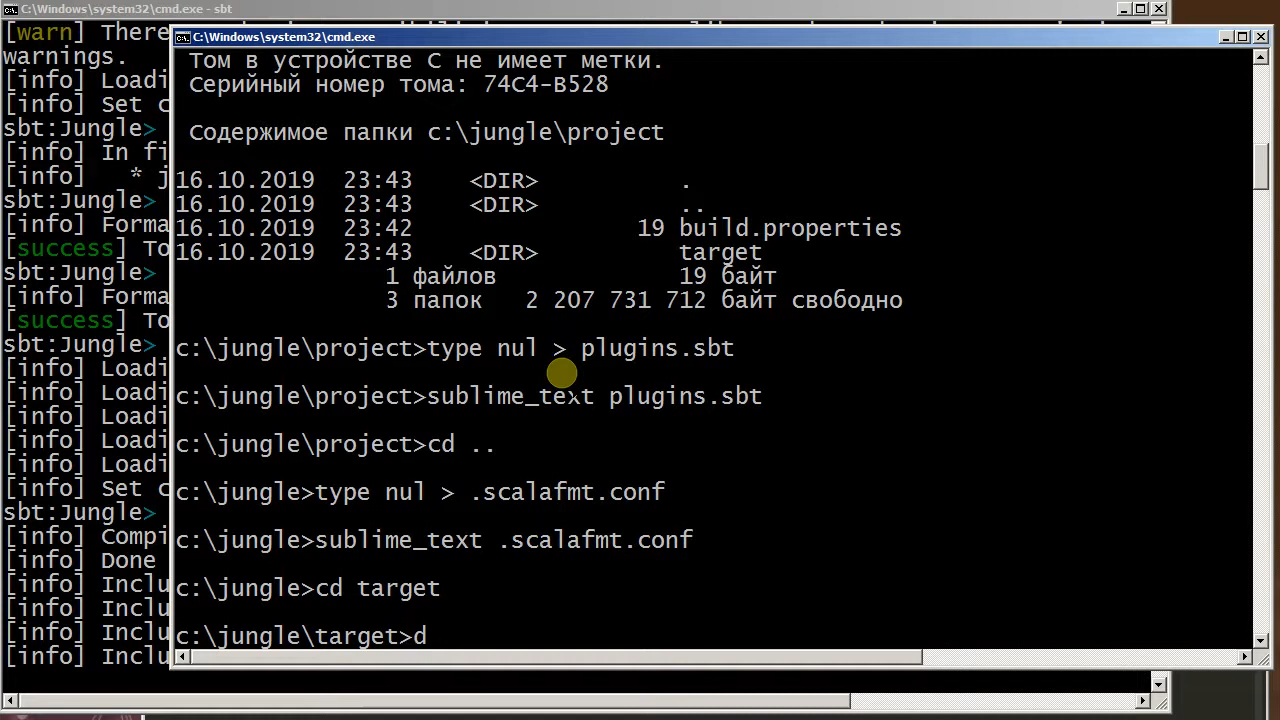 C:\Windows\system32\cmd.exe - sbt
[warn] There
warnings.
[info] Loadi
[info] Set c
sbt:Jungle>
[info] In fi
[info]   * j
sbt:Jungle>
[info] Forma
[success] To
sbt:Jungle>
[info] Forma
[success] To
sbt:Jungle>
[info] Loadi
[info] Loadi
[info] Loadi
[info] Loadi
[info] Loadi
[info] Set c
sbt:Jungle>
[info] Compi
[info] Done
[info] Inclu
[info] Inclu
[info] Inclu
[info] Inclu
C:\Windows\system32\cmd.exe
Том в устройстве C не имеет метки.
Серийный номер тома: 74C4-B528
Содержимое папки c:\jungle\project
16.10.2019  23:43    <DIR>          .
16.10.2019  23:43    <DIR>          ..
16.10.2019  23:42                19 build.properties
16.10.2019  23:43    <DIR>          target
1 файлов             19 байт
3 папок   2 207 731 712 байт свободно
c:\jungle\project>type nul > plugins.sbt
c:\jungle\project>sublime_text plugins.sbt
c:\jungle\project>cd ..
c:\jungle>type nul > .scalafmt.conf
c:\jungle>sublime_text .scalafmt.conf
c:\jungle>cd target
c:\jungle\target>d